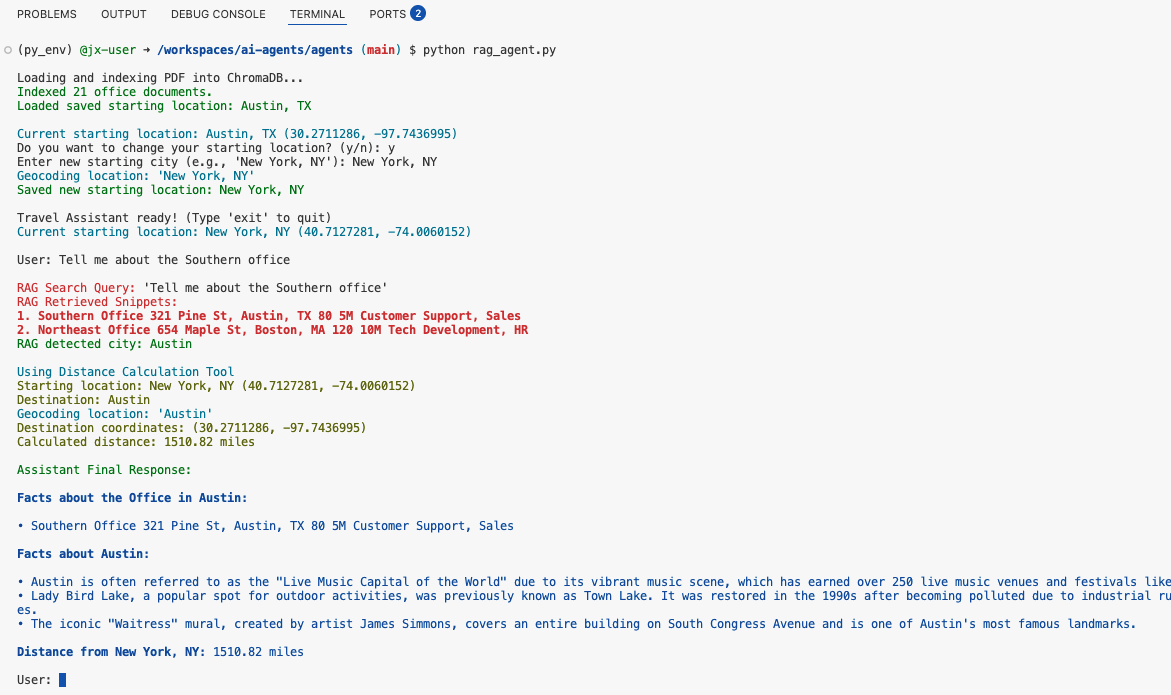 PROBLEMS OUTPUT DEBUG CONSOLE TERMINAL PORTS 2
(py_env) @jx-user → /workspaces/ai-agents/agents (main) $ python rag_agent.py
Loading and indexing PDF into ChromaDB...
Indexed 21 office documents.
Loaded saved starting location: Austin, TX
Current starting location: Austin, TX (30.2711286, -97.7436995)
Do you want to change your starting location? (y/n): y
Enter new starting city (e.g., 'New York, NY'): New York, NY
Geocoding location: 'New York, NY'
Saved new starting location: New York, NY
Travel Assistant ready! (Type 'exit' to quit)
Current starting location: New York, NY (40.7127281, -74.0060152)
User: Tell me about the Southern office
RAG Search Query: 'Tell me about the Southern office'
RAG Retrieved Snippets:
1. Southern Office 321 Pine St, Austin, TX 80 5M Customer Support, Sales
2. Northeast Office 654 Maple St, Boston, MA 120 10M Tech Development, HR
RAG detected city: Austin
Using Distance Calculation Tool
Starting location: New York, NY (40.7127281, -74.0060152)
Destination: Austin
Geocoding location: 'Austin'
Destination coordinates: (30.2711286, -97.7436995)
Calculated distance: 1510.82 miles
Assistant Final Response:
Facts about the Office in Austin:
• Southern Office 321 Pine St, Austin, TX 80 5M Customer Support, Sales
Facts about Austin:
• Austin is often referred to as the "Live Music Capital of the World" due to its vibrant music scene, which has earned over 250 live music venues and festivals like
• Lady Bird Lake, a popular spot for outdoor activities, was previously known as Town Lake. It was restored in the 1990s after becoming polluted due to industrial ru
es.
• The iconic "Waitress" mural, created by artist James Simmons, covers an entire building on South Congress Avenue and is one of Austin's most famous landmarks.
Distance from New York, NY: 1510.82 miles
User: